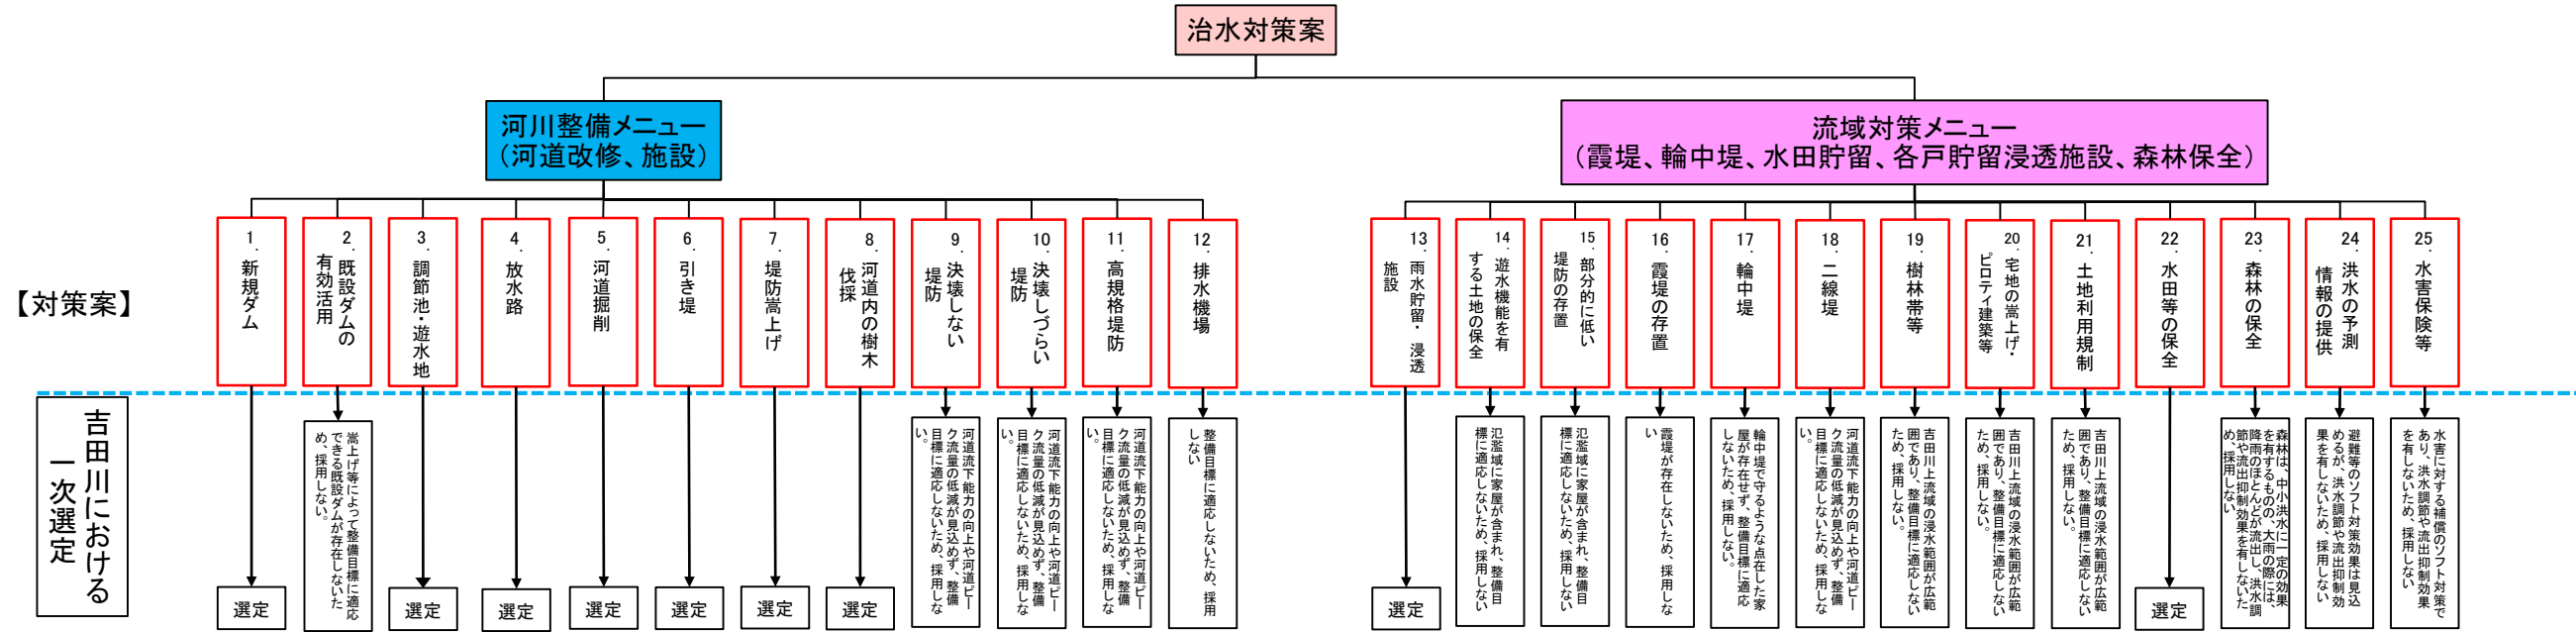 治水対策案
河川整備メニュー
（河道改修、施設）
流域対策メニュー
（霞堤、輪中堤、水田貯留、各戸貯留浸透施設、森林保全）
【対策案】
1．新規ダム
2．既設ダムの
有効活用
3．調節池・遊水地
4．放水路
5．河道掘削
6．引き堤
7．堤防嵩上げ
8．河道内の樹木
伐採
9．決壊しない
堤防
10．決壊しづらい
堤防
11．高規格堤防
12．排水機場
13．雨水貯留・ 浸透
施設
14．遊水機能を有
する土地の保全
15．部分的に低い
堤防の存置
16．霞堤の存置
17．輪中堤
18．二線堤
19．樹林帯等
20．宅地の嵩上げ・
ピロティ建築等
21．土地利用規制
22．水田等の保全
23．森林の保全
24．洪水の予測
情報の提供
25．水害保険等
吉田川における
一次選定
選定
嵩上げ等によって整備目標に適応
できる既設ダムが存在しないた
め、採用しない。
選定
選定
選定
選定
選定
選定
河道流下能力の向上や河道ピー
ク流量の低減が見込めず、整備
目標に適応しないため、採用しな
い。
河道流下能力の向上や河道ピー
ク流量の低減が見込めず、整備
目標に適応しないため、採用しな
い。
河道流下能力の向上や河道ピー
ク流量の低減が見込めず、整備
目標に適応しないため、採用しな
い。
整備目標に適応しないため、採用
しない
選定
氾濫域に家屋が含まれ、整備目
標に適応しないため、採用しない
氾濫域に家屋が含まれ、整備目
標に適応しないため、採用しない
霞堤が存在しないため、採用しな
い
輪中堤で守るような点在した家
屋が存在せず、整備目標に適応
しないため、採用しない。
河道流下能力の向上や河道ピー
ク流量の低減が見込めず、整備
目標に適応しないため、採用しな
い。
吉田川上流域の浸水範囲が広範
囲であり、整備目標に適応しない
ため、採用しない。
吉田川上流域の浸水範囲が広範
囲であり、整備目標に適応しない
ため、採用しない。
吉田川上流域の浸水範囲が広範
囲であり、整備目標に適応しない
ため、採用しない。
選定
森林は、中小洪水に一定の効果
を有するものの、大雨の際には、
降雨のほとんどが流出し、洪水調
節や流出抑制効果を有しないた
め、採用しない
避難等のソフト対策効果は見込
めるが、洪水調節や流出抑制効
果を有しないため、採用しない
水害に対する補償のソフト対策で
あり、洪水調節や流出抑制効果
を有しないため、採用しない